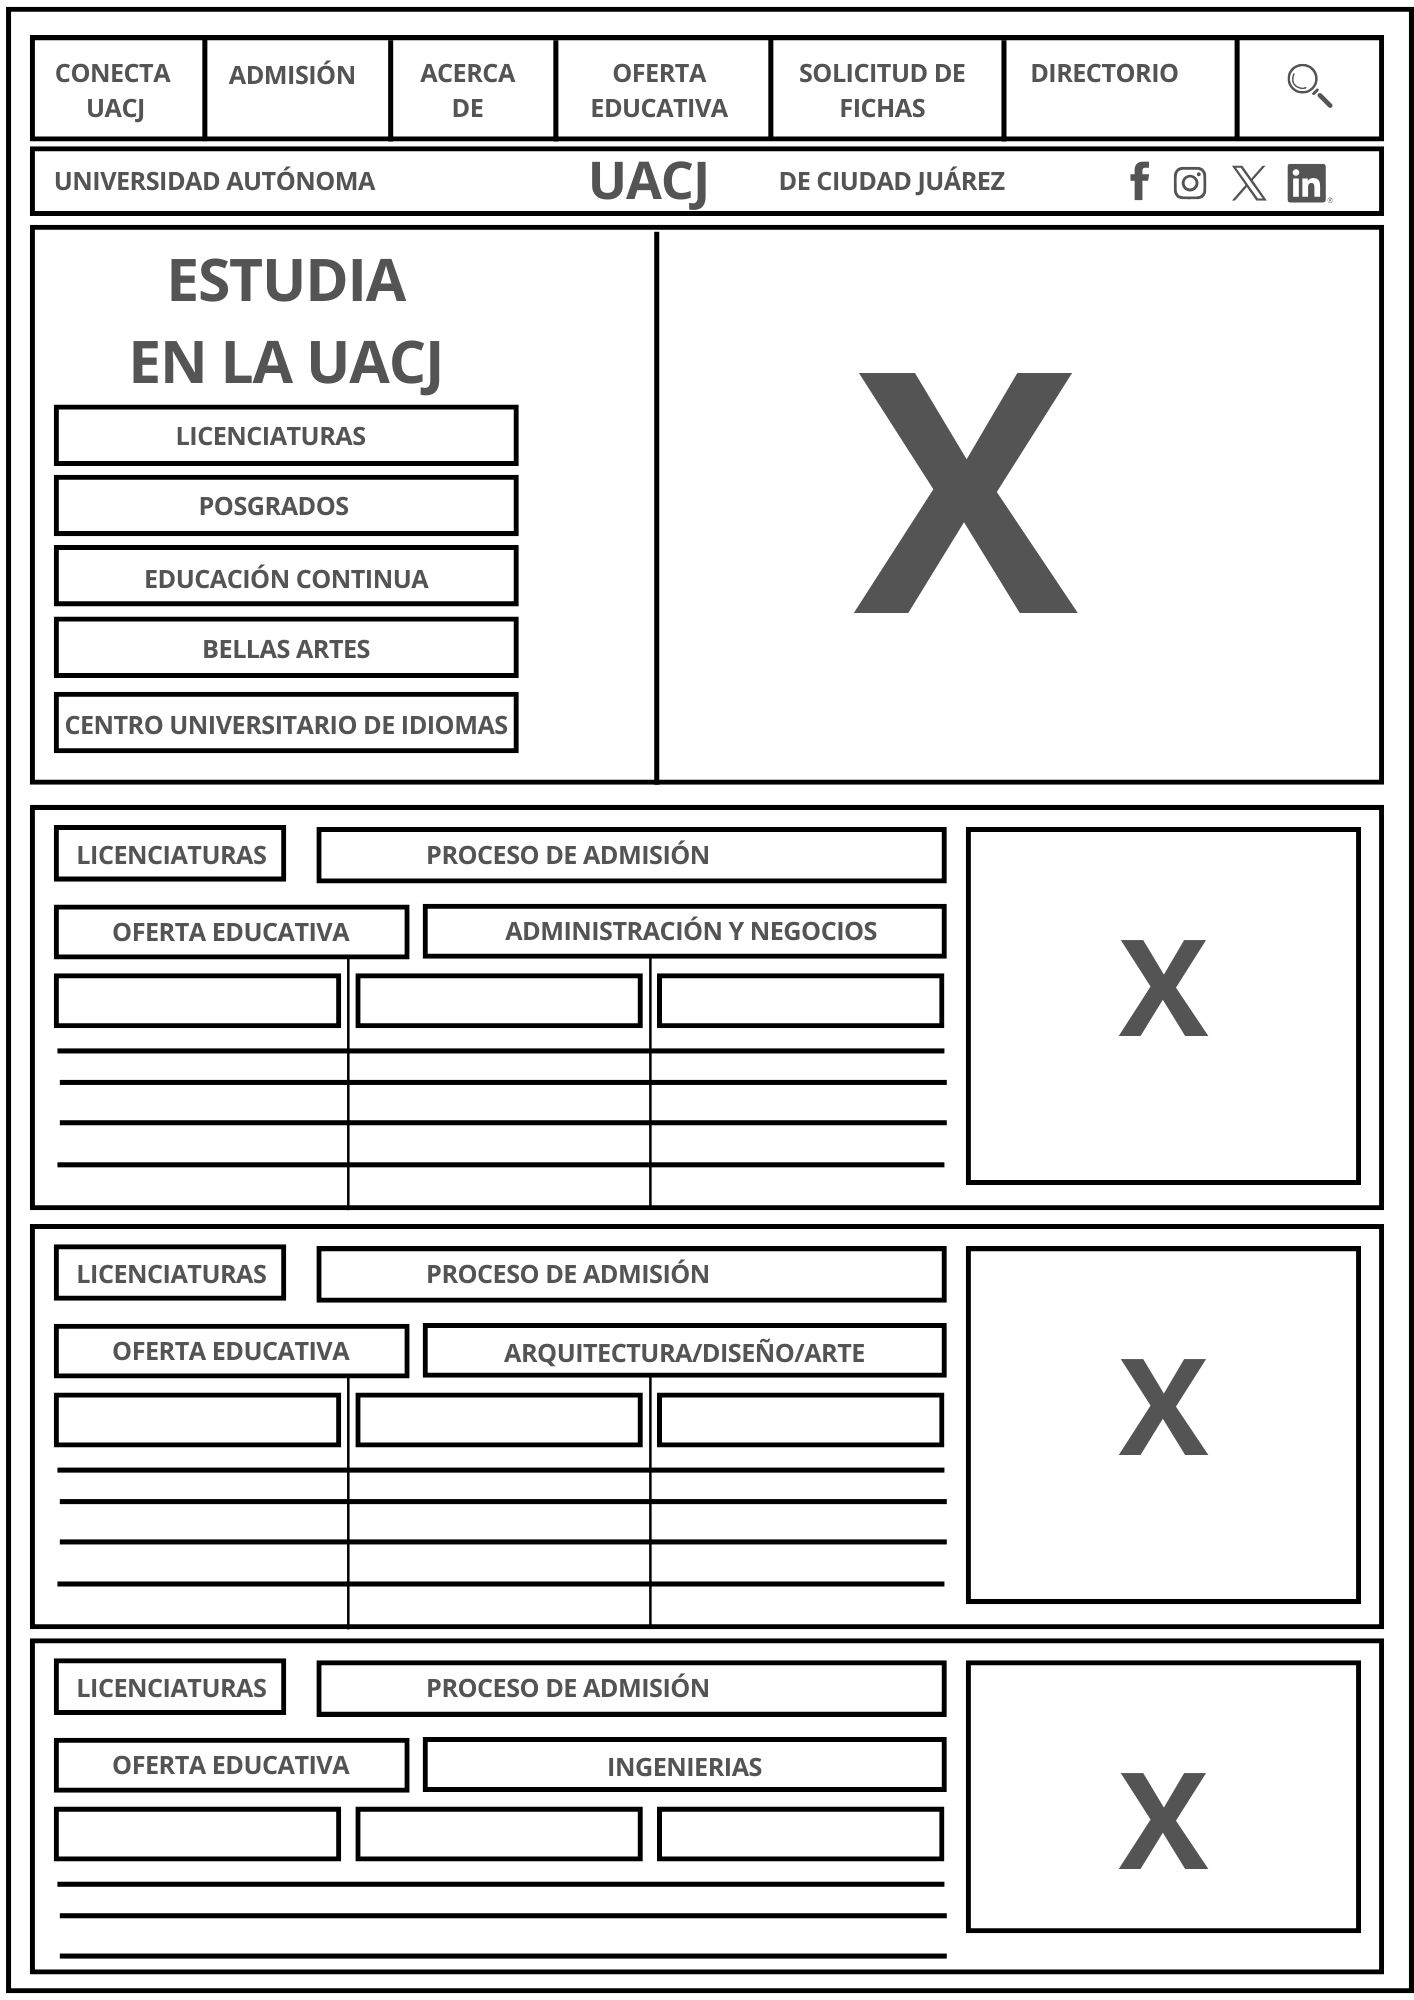 CONECTA
UACJ
ADMISIÓN
ACERCA
DE
OFERTA
EDUCATIVA
SOLICITUD DE
FICHAS
DIRECTORIO
UNIVERSIDAD AUTÓNOMA
UACJ
DE CIUDAD JUÁREZ
ESTUDIA
EN LA UACJ
LICENCIATURAS
POSGRADOS
EDUCACIÓN CONTINUA
BELLAS ARTES
CENTRO UNIVERSITARIO DE IDIOMAS
X
LICENCIATURAS
PROCESO DE ADMISIÓN
OFERTA EDUCATIVA
ADMINISTRACIÓN Y NEGOCIOS
X
LICENCIATURAS
PROCESO DE ADMISIÓN
OFERTA EDUCATIVA
ARQUITECTURA/DISEÑO/ARTE
X
LICENCIATURAS
PROCESO DE ADMISIÓN
OFERTA EDUCATIVA
INGENIERIAS
X